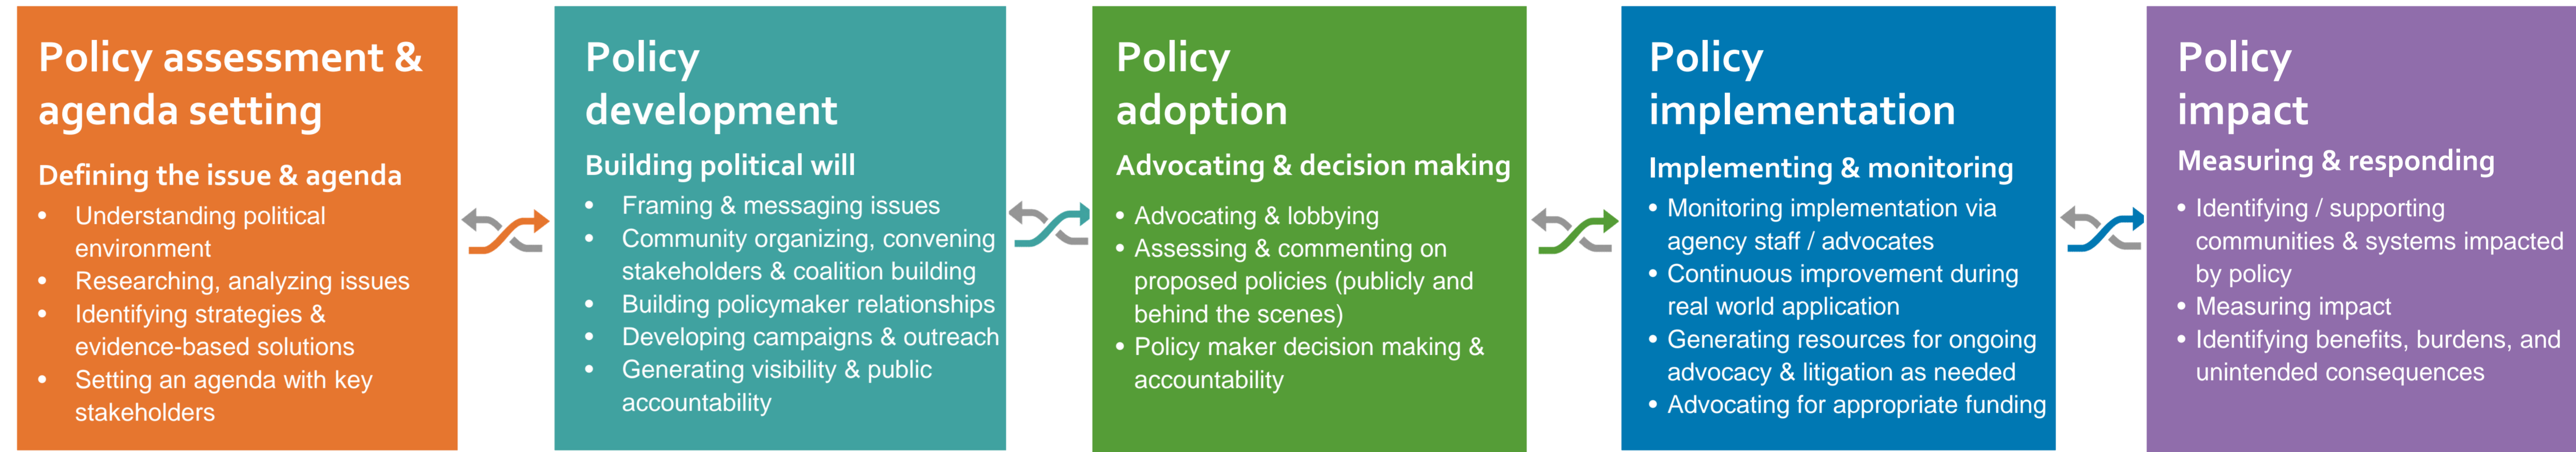 Policy assessment &
agenda setting
Defining the issue & agenda
• Understanding political
environment
• Researching, analyzing issues
• Identifying strategies &
evidence-based solutions
• Setting an agenda with key
stakeholders
Policy
development
Building political will
• Framing & messaging issues
• Community organizing, convening
stakeholders & coalition building
• Building policymaker relationships
• Developing campaigns & outreach
• Generating visibility & public
accountability
Policy
adoption
Advocating & decision making
• Advocating & lobbying
• Assessing & commenting on
proposed policies (publicly and
behind the scenes)
• Policy maker decision making &
accountability
Policy
implementation
Implementing & monitoring
• Monitoring implementation via
agency staff / advocates
• Continuous improvement during
real world application
• Generating resources for ongoing
advocacy & litigation as needed
• Advocating for appropriate funding
Policy
impact
Measuring & responding
• Identifying / supporting
communities & systems impacted
by policy
• Measuring impact
• Identifying benefits, burdens, and
unintended consequences